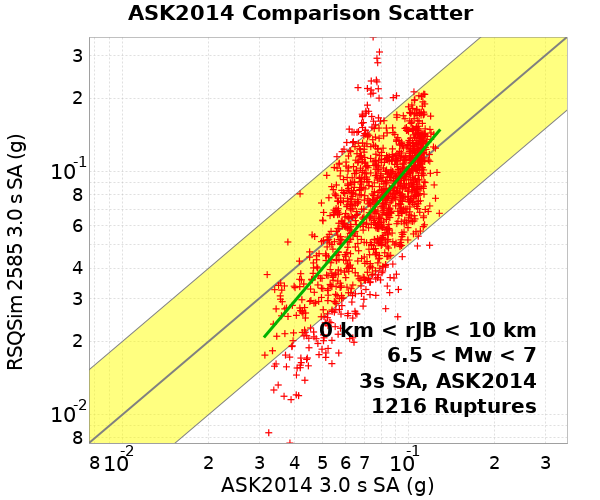 ASK2014 Comparison Scatter
RSQSim 2585 3.0 s SA (g)
3
2
10-1
8
6
4
3
2
10-2
8
0 km < rJB < 10 km
6.5 < Mw < 7
3s SA, ASK2014
1216 Ruptures
8 10-2 2 3 4 5 6 7 10-1 2 3
ASK2014 3.0 s SA (g)